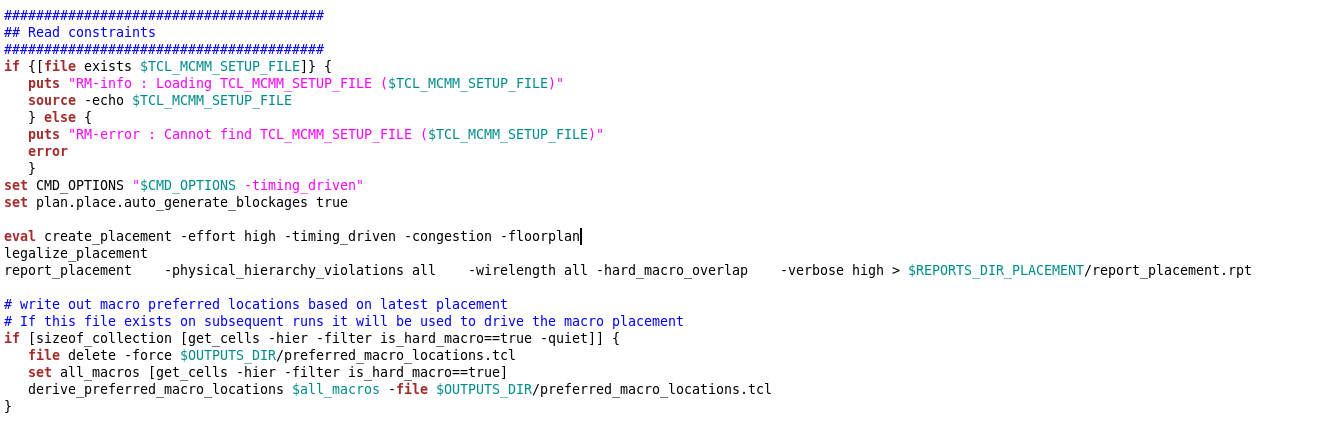 ########################################
## Read constraints
########################################
if {[file exists $TCL_MCMM_SETUP_FILE]} {
   puts "RM-info : Loading TCL_MCMM_SETUP_FILE ($TCL_MCMM_SETUP_FILE)"
   source -echo $TCL_MCMM_SETUP_FILE
   } else {
   puts "RM-error : Cannot find TCL_MCMM_SETUP_FILE ($TCL_MCMM_SETUP_FILE)"
   error
   }
set CMD_OPTIONS "$CMD_OPTIONS -timing_driven"
set plan.place.auto_generate_blockages true

eval create_placement -effort high -timing_driven -congestion -floorplan
legalize_placement
report_placement    -physical_hierarchy_violations all    -wirelength all -hard_macro_overlap    -verbose high > $REPORTS_DIR_PLACEMENT/report_placement.rpt

# write out macro preferred locations based on latest placement
# If this file exists on subsequent runs it will be used to drive the macro placement
if [sizeof_collection [get_cells -hier -filter is_hard_macro==true -quiet]] {
   file delete -force $OUTPUTS_DIR/preferred_macro_locations.tcl
   set all_macros [get_cells -hier -filter is_hard_macro==true]
   derive_preferred_macro_locations $all_macros -file $OUTPUTS_DIR/preferred_macro_locations.tcl
}